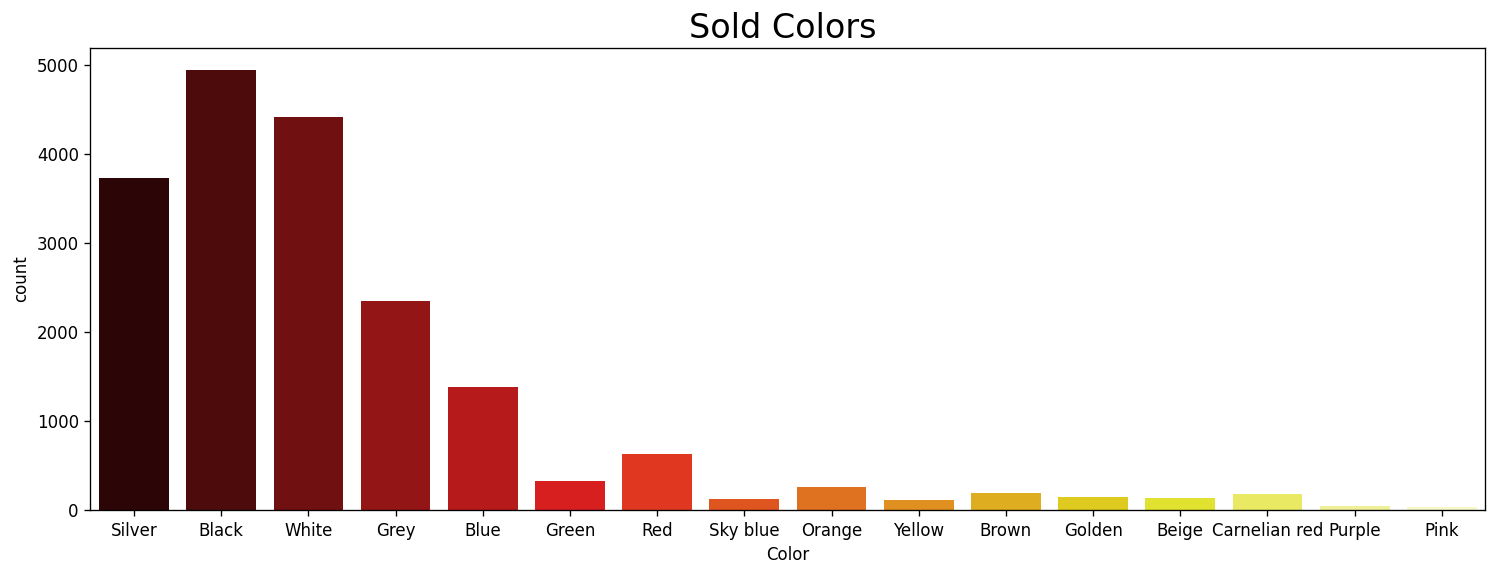 Sold Colors
5000
4000
3000
2000
1000
0
count
Silver Black White Grey Blue Green Red Sky blue Orange Yellow Brown Golden Beige Carnelian red Purple Pink
Color